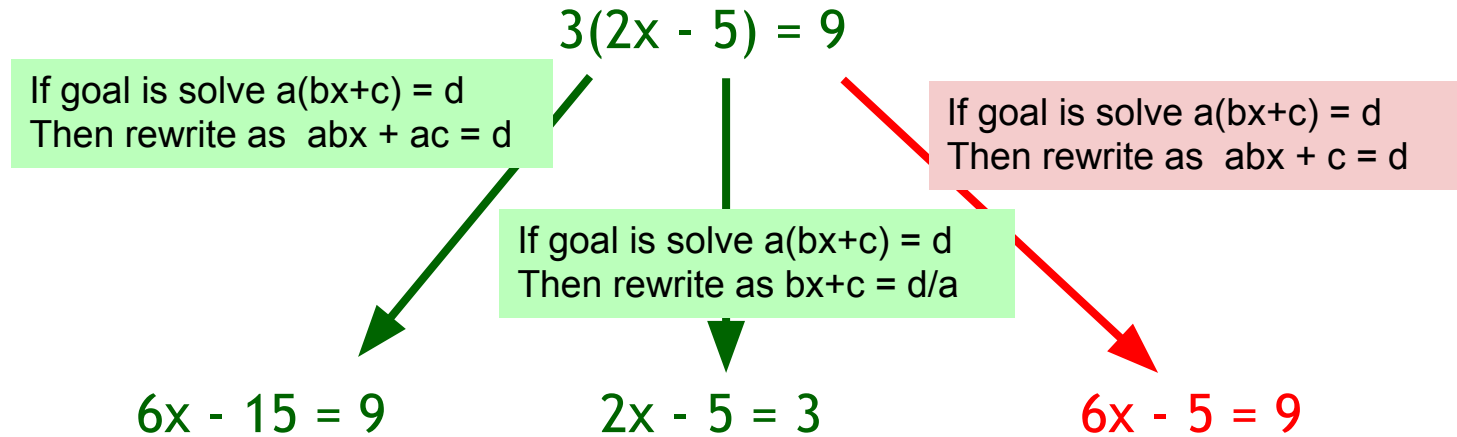 3(2x - 5) = 9
If goal is solve a(bx+c) = d
Then rewrite as  abx + ac = d
If goal is solve a(bx+c) = d
Then rewrite as  abx + c = d
If goal is solve a(bx+c) = d
Then rewrite as bx+c = d/a
6x - 15 = 9
2x - 5 = 3
6x - 5 = 9